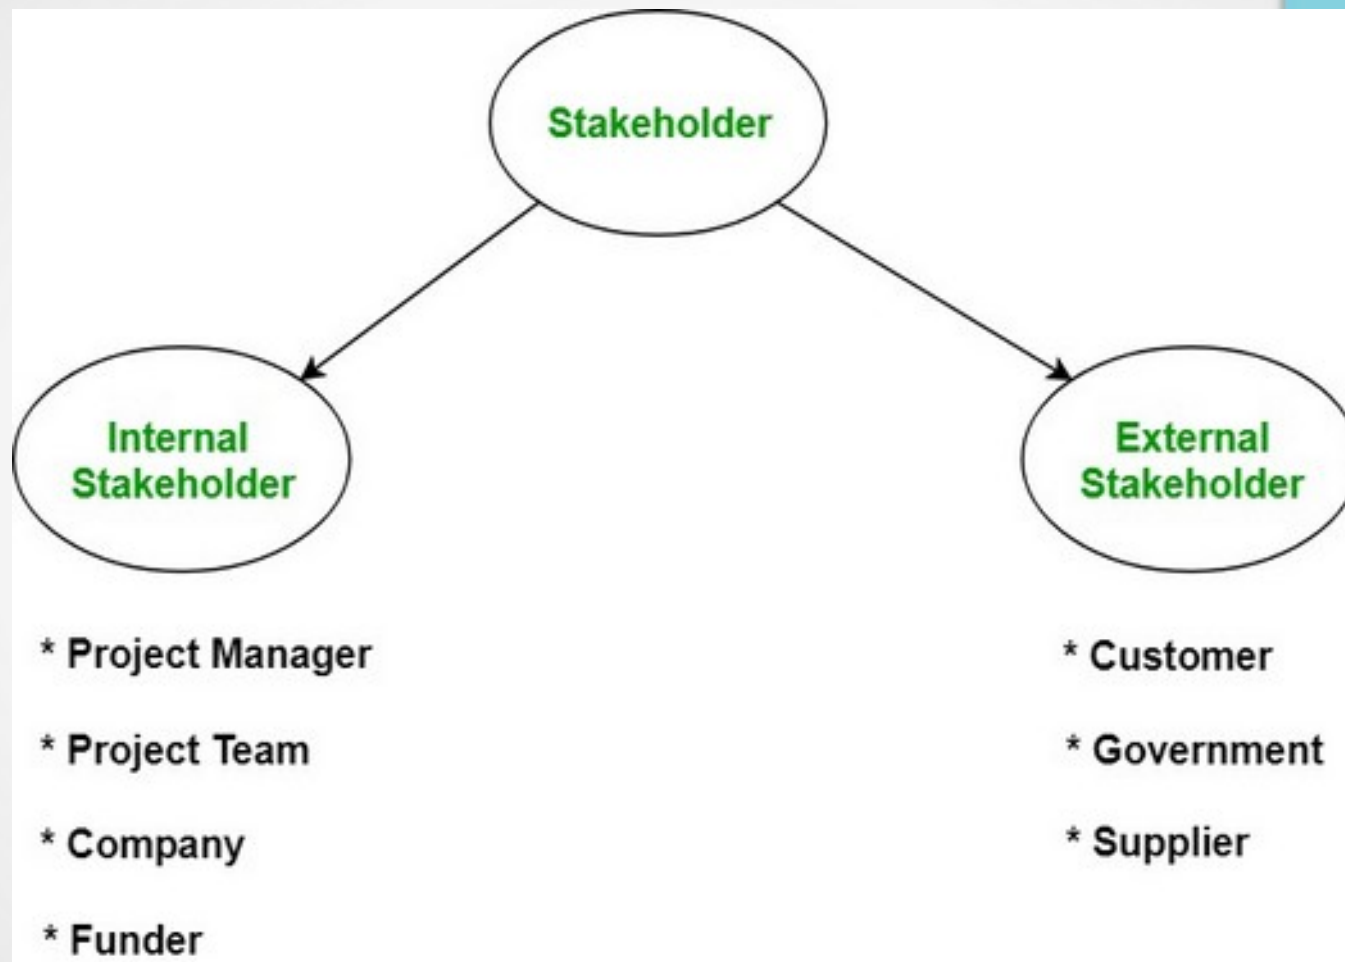 Stakeholder
Internal
Stakeholder
* Project Manager
* Project Team
* Company
* Funder
External
Stakeholder
* Customer
* Government
* Supplier